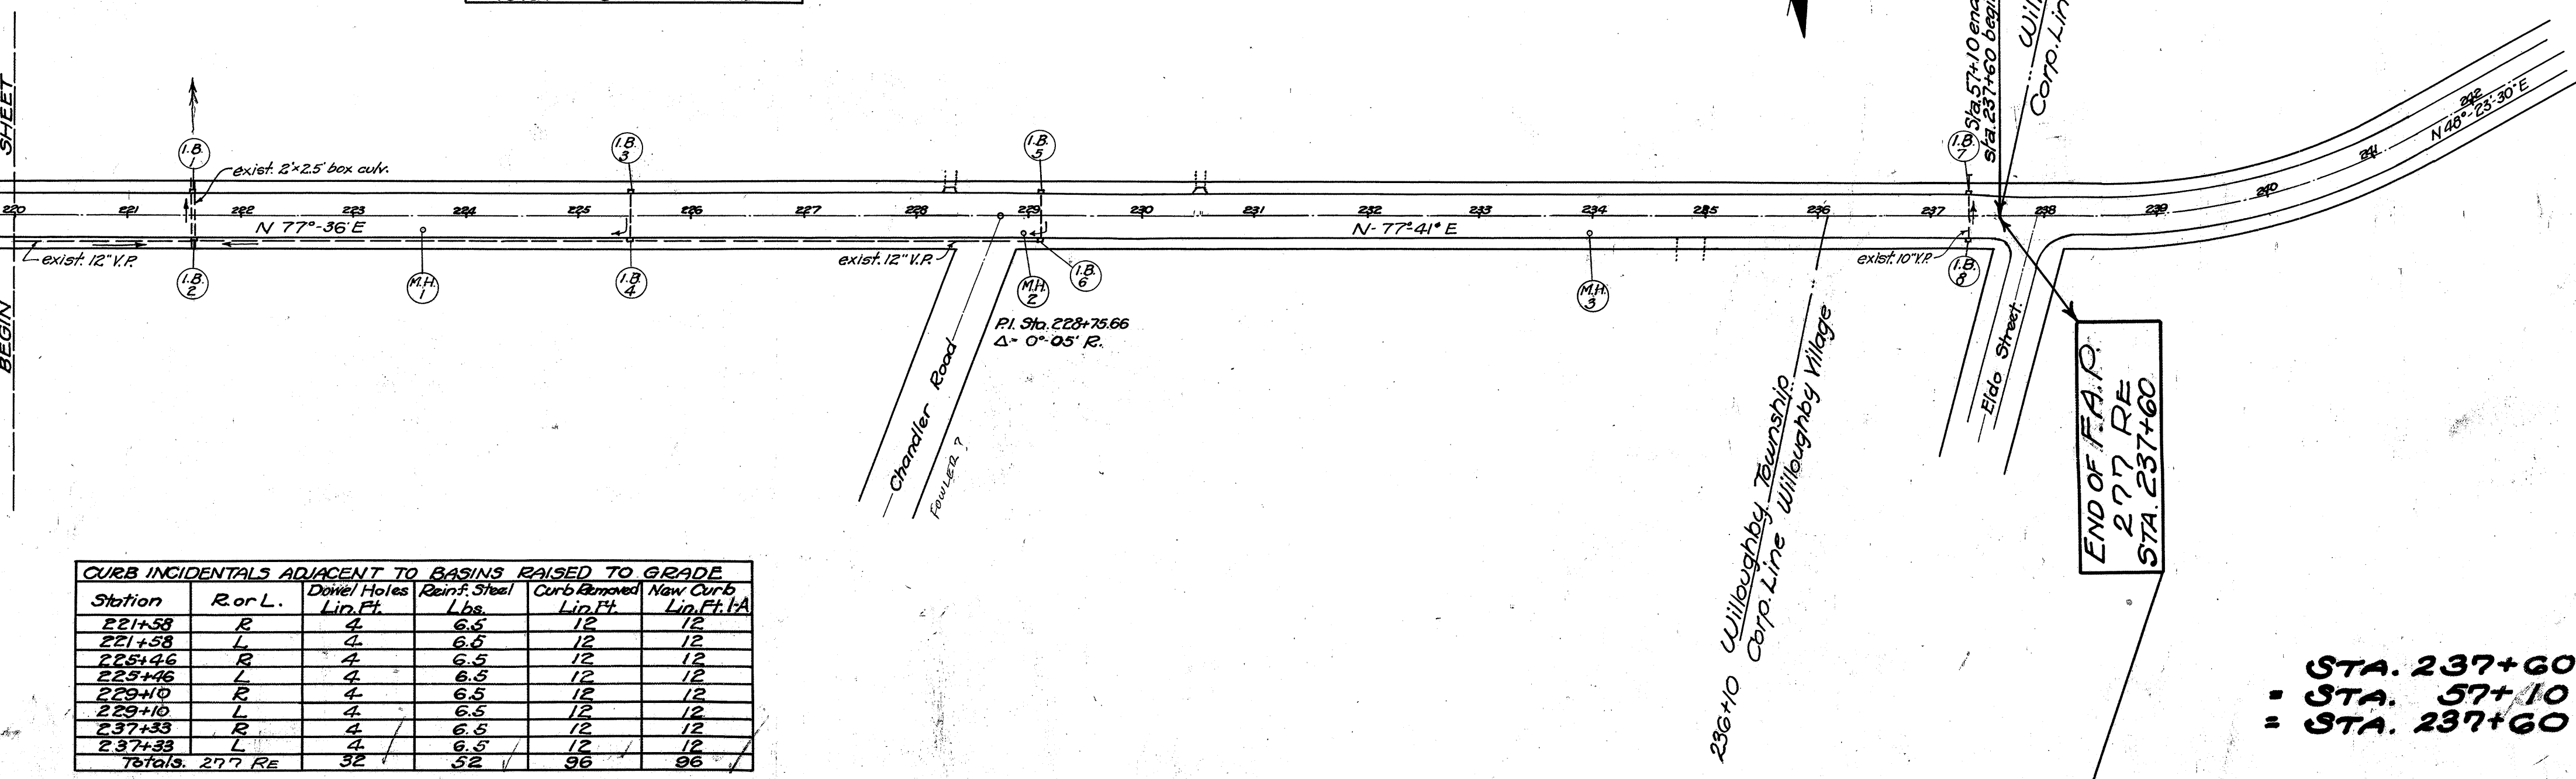 SHEET
BEGIN
I.B. 1
exist. 2'x2.5' box culv.
I.B. 3
I.B. 5
I.B. 7
Sta. 57+10 end
sta. 237+60 begi
Will
Corp. Lin
220 221 222 223 224 225 226 227 228 229 230 231 232 233 234 235 236 237 238 239 240 241 242
N 77°-36' E
N-77°-41' E
N 48°-23'-30" E
exist. 12" V.P.
exist. 12" V.P.
exist. 10" V.P.
I.B. 2
M.H. 1
I.B. 4
M.H. 2
I.B. 6
M.H. 3
I.B. 8
P.I. Sta. 228+75.66
Δ= 0°-05' R.
Chandler Road
FOWLER ?
236+10 Willoughby Township
Corp. Line Willoughby Village
Eldo Street
END OF F.A.P.
277 RE
STA. 237+60
CURB INCIDENTALS ADJACENT TO BASINS RAISED TO GRADE
Station R. or L. Dowel Holes Lin. Ft. Reinf. Steel Lbs. Curb Removed Lin. Ft. New Curb Lin. Ft. 1-A
221+58 R 4 6.5 12 12
221+58 L 4 6.5 12 12
225+46 R 4 6.5 12 12
225+46 L 4 6.5 12 12
229+10 R 4 6.5 12 12
229+10 L 4 6.5 12 12
237+33 R 4 6.5 12 12
237+33 L 4 6.5 12 12
Totals. 277 RE 32 52 96 96
STA. 237+60
= STA. 57+10
= STA. 237+60